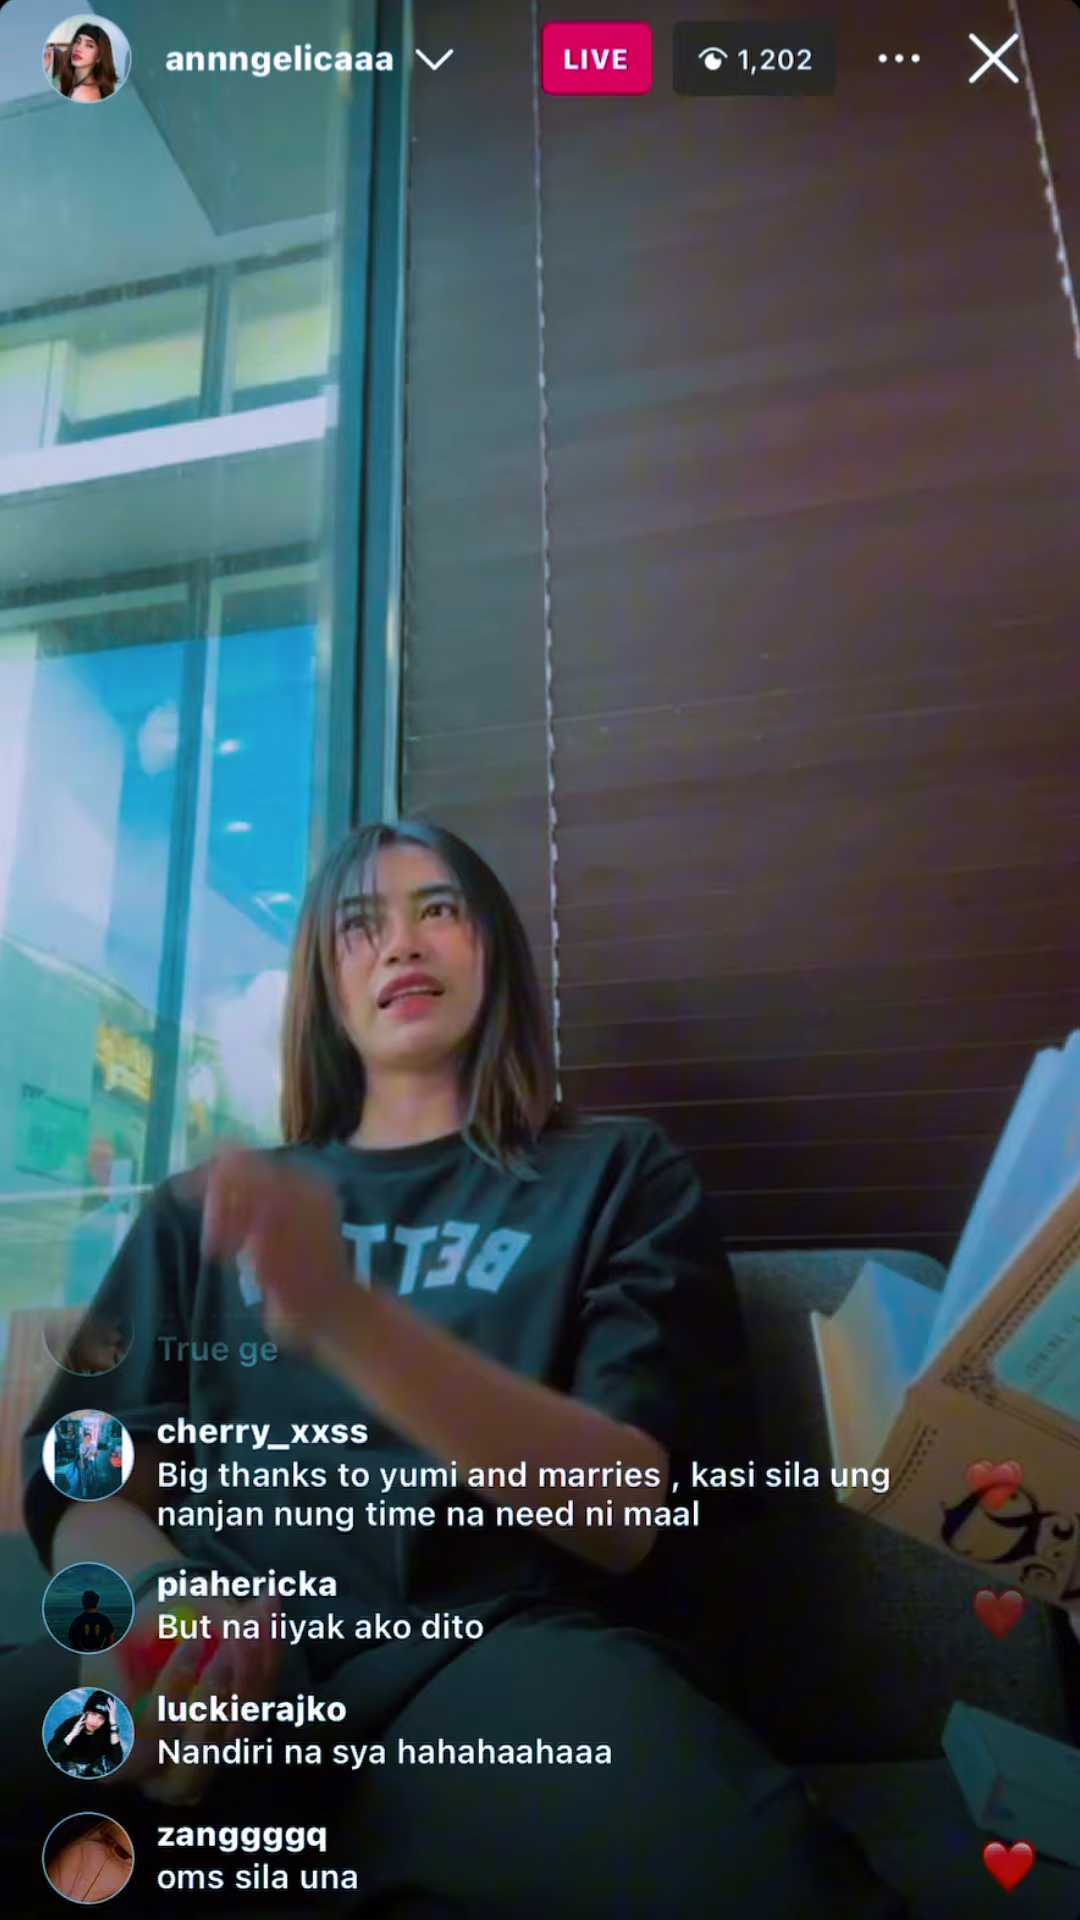 annngelicaaa
LIVE
1,202
True ge
cherry_xxss
Big thanks to yumi and marries , kasi sila ung
nanjan nung time na need ni maal
piahericka
But na iiyak ako dito
luckierajko
Nandiri na sya hahahaahaaa
zanggggq
oms sila una
BETT